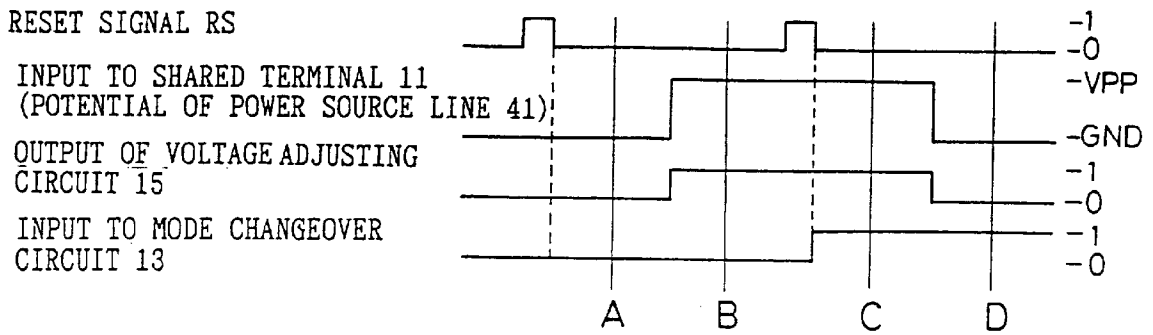 RESET SIGNAL RS
-1
-0
INPUT TO SHARED TERMINAL 11
(POTENTIAL OF POWER SOURCE LINE 41)
-VPP
-GND
OUTPUT OF VOLTAGE ADJUSTING
CIRCUIT 15
-1
-0
INPUT TO MODE CHANGEOVER
CIRCUIT 13
-1
-0
A B C D